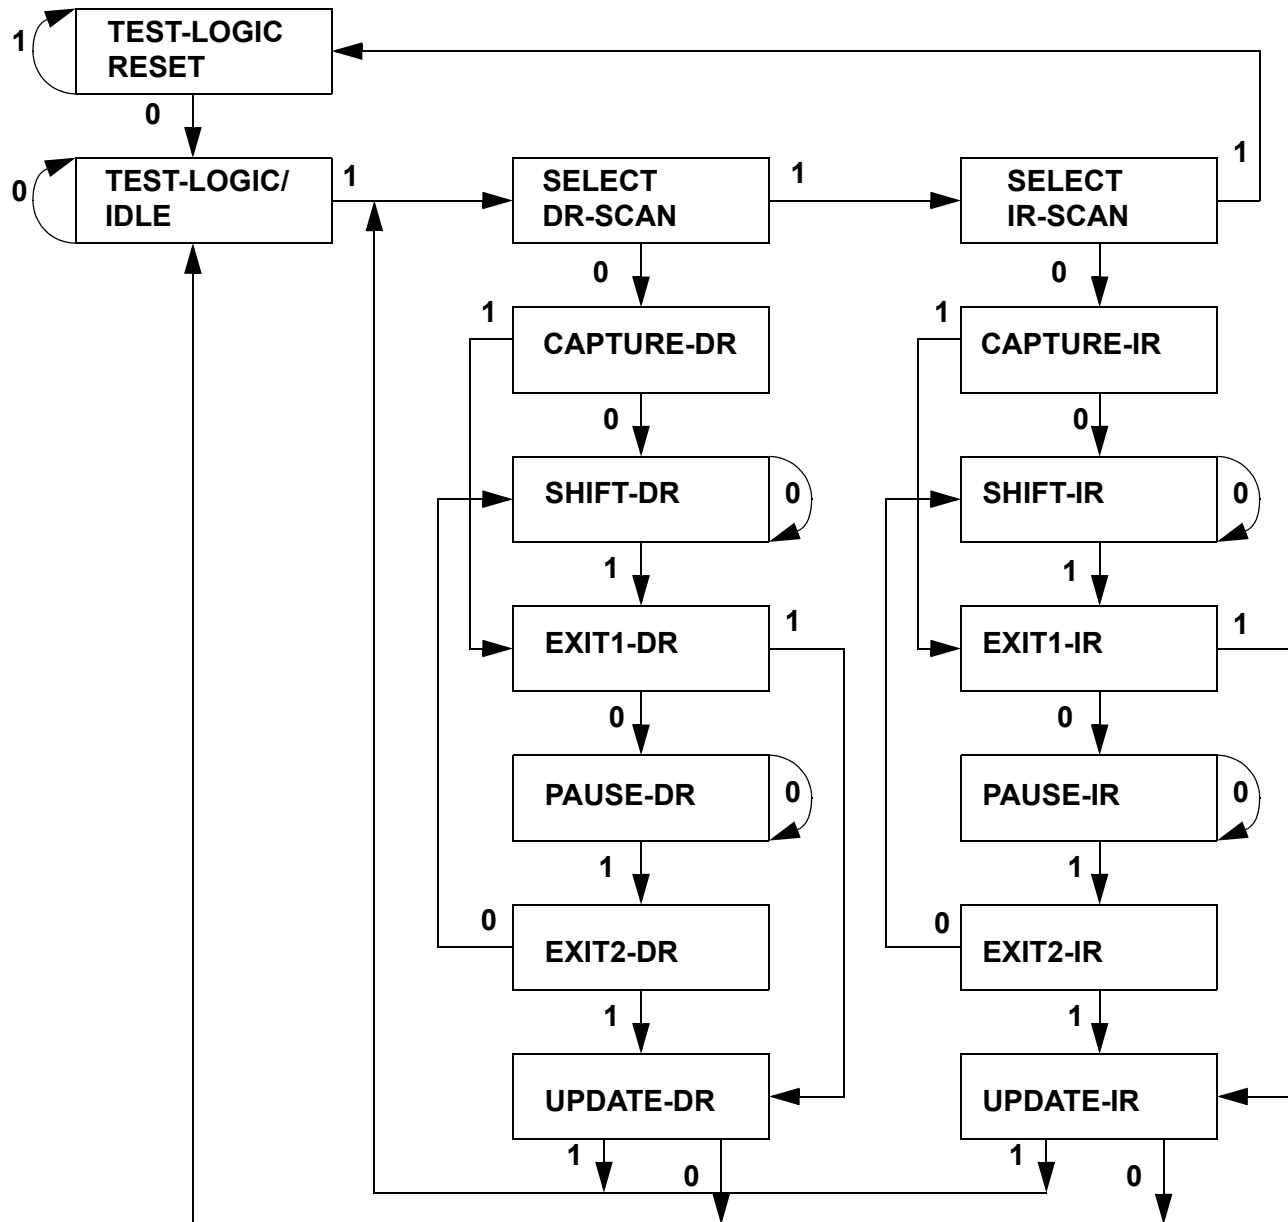 1
TEST-LOGIC
RESET
0
0
TEST-LOGIC/
IDLE
1
SELECT
DR-SCAN
1
SELECT
IR-SCAN
1
0
0
1
CAPTURE-DR
1
CAPTURE-IR
0
0
SHIFT-DR
0
SHIFT-IR
0
1
1
EXIT1-DR
1
EXIT1-IR
1
0
0
PAUSE-DR
0
PAUSE-IR
0
1
1
0
EXIT2-DR
0
EXIT2-IR
1
1
UPDATE-DR
UPDATE-IR
1
0
1
0